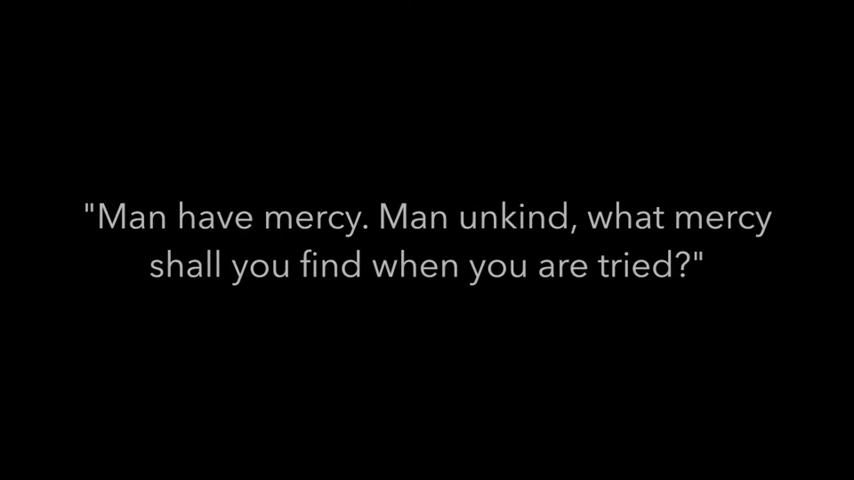 "Man have mercy. Man unkind, what mercy
shall you find when you are tried?"